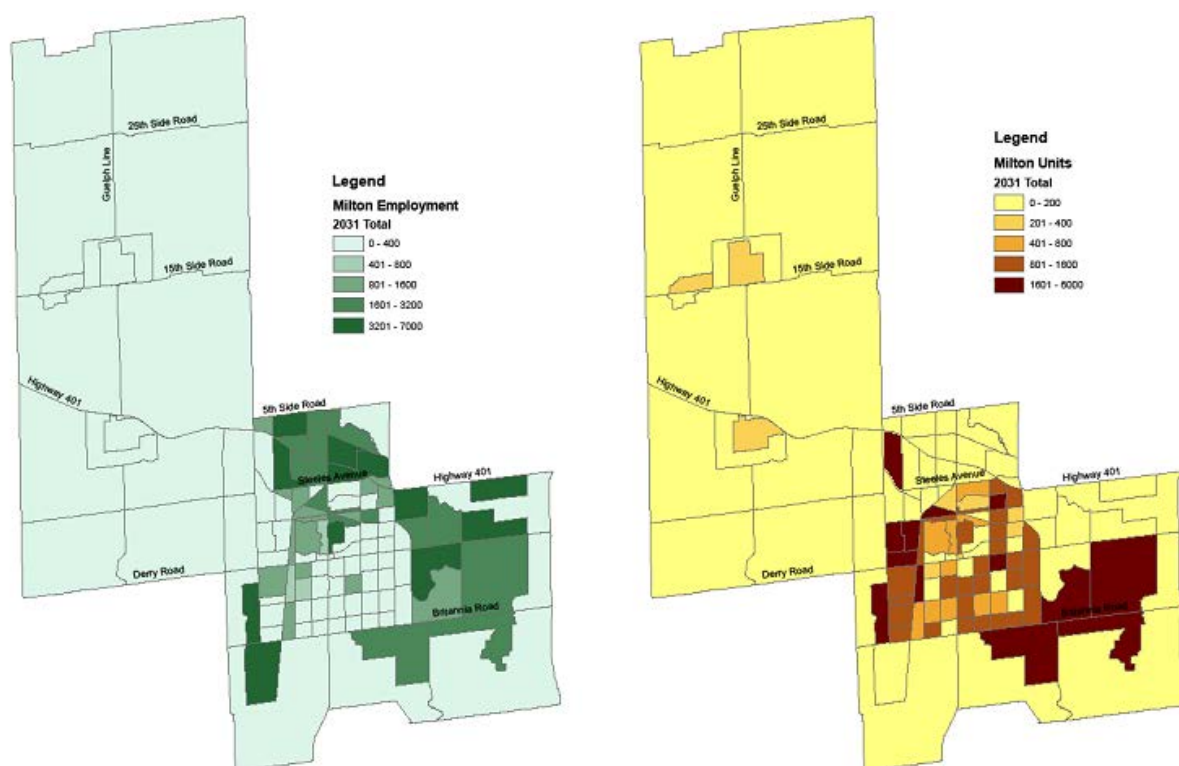 25th Side Road
Guelph Line
15th Side Road
Highway 401
5th Side Road
Steeles Avenue
Highway 401
Derry Road
Britannia Road
Legend
Milton Employment
2031 Total
0 - 400
401 - 800
801 - 1600
1601 - 3200
3201 - 7000
25th Side Road
Guelph Line
15th Side Road
Highway 401
5th Side Road
Steeles Avenue
Highway 401
Derry Road
Britannia Road
Legend
Milton Units
2031 Total
0 - 200
201 - 400
401 - 800
801 - 1600
1601 - 6000